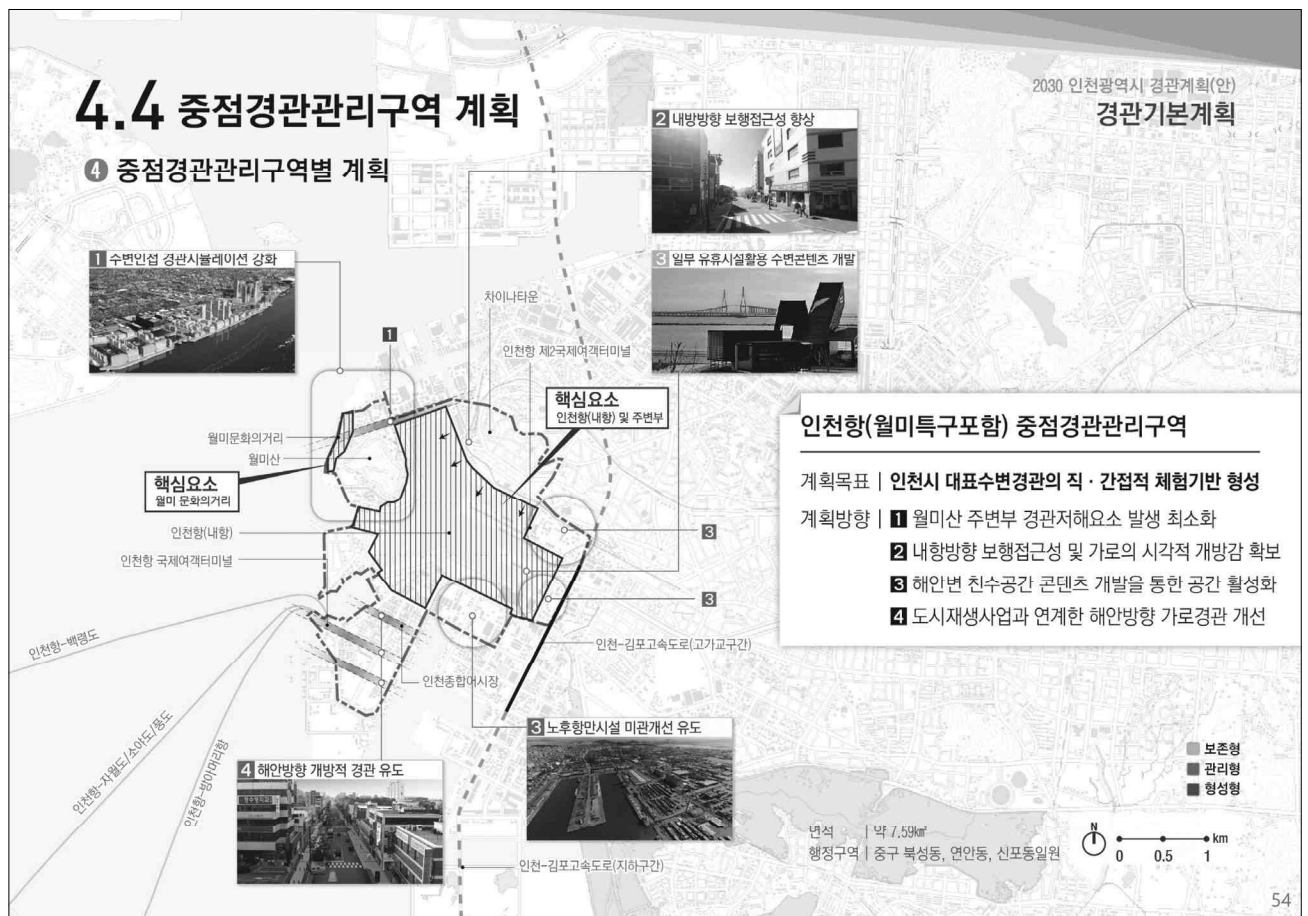 2030 인천광역시 경관계획(안)
경관기본계획
4.4 중점경관관리구역 계획
4 중점경관관리구역별 계획
1 수변인접 경관시뮬레이션 강화
2 내방방향 보행접근성 향상
3 일부 유휴시설활용 수변콘텐츠 개발
차이나타운
1
인천항 제2국제여객터미널
핵심요소
인천항(내항) 및 주변부
월미문화의거리
월미산
핵심요소
월미 문화의거리
인천항(내항)
인천항 국제여객터미널
3
3
인천항-백령도
인천-김포고속도로(고가교구간)
인천종합어시장
인천항-자월도/소야도/풍도
인천항-방아머리항
3 노후항만시설 미관개선 유도
4 해안방향 개방적 경관 유도
인천-김포고속도로(지하구간)
인천항(월미특구포함) 중점경관관리구역
계획목표 | 인천시 대표수변경관의 직 · 간접적 체험기반 형성
계획방향 | 1 월미산 주변부 경관저해요소 발생 최소화
2 내항방향 보행접근성 및 가로의 시각적 개방감 확보
3 해안변 친수공간 콘텐츠 개발을 통한 공간 활성화
4 도시재생사업과 연계한 해안방향 가로경관 개선
보존형
관리형
형성형
면적 | 약 7.59㎢
행정구역 | 중구 북성동, 연안동, 신포동일원
N
0 0.5 1 km
54